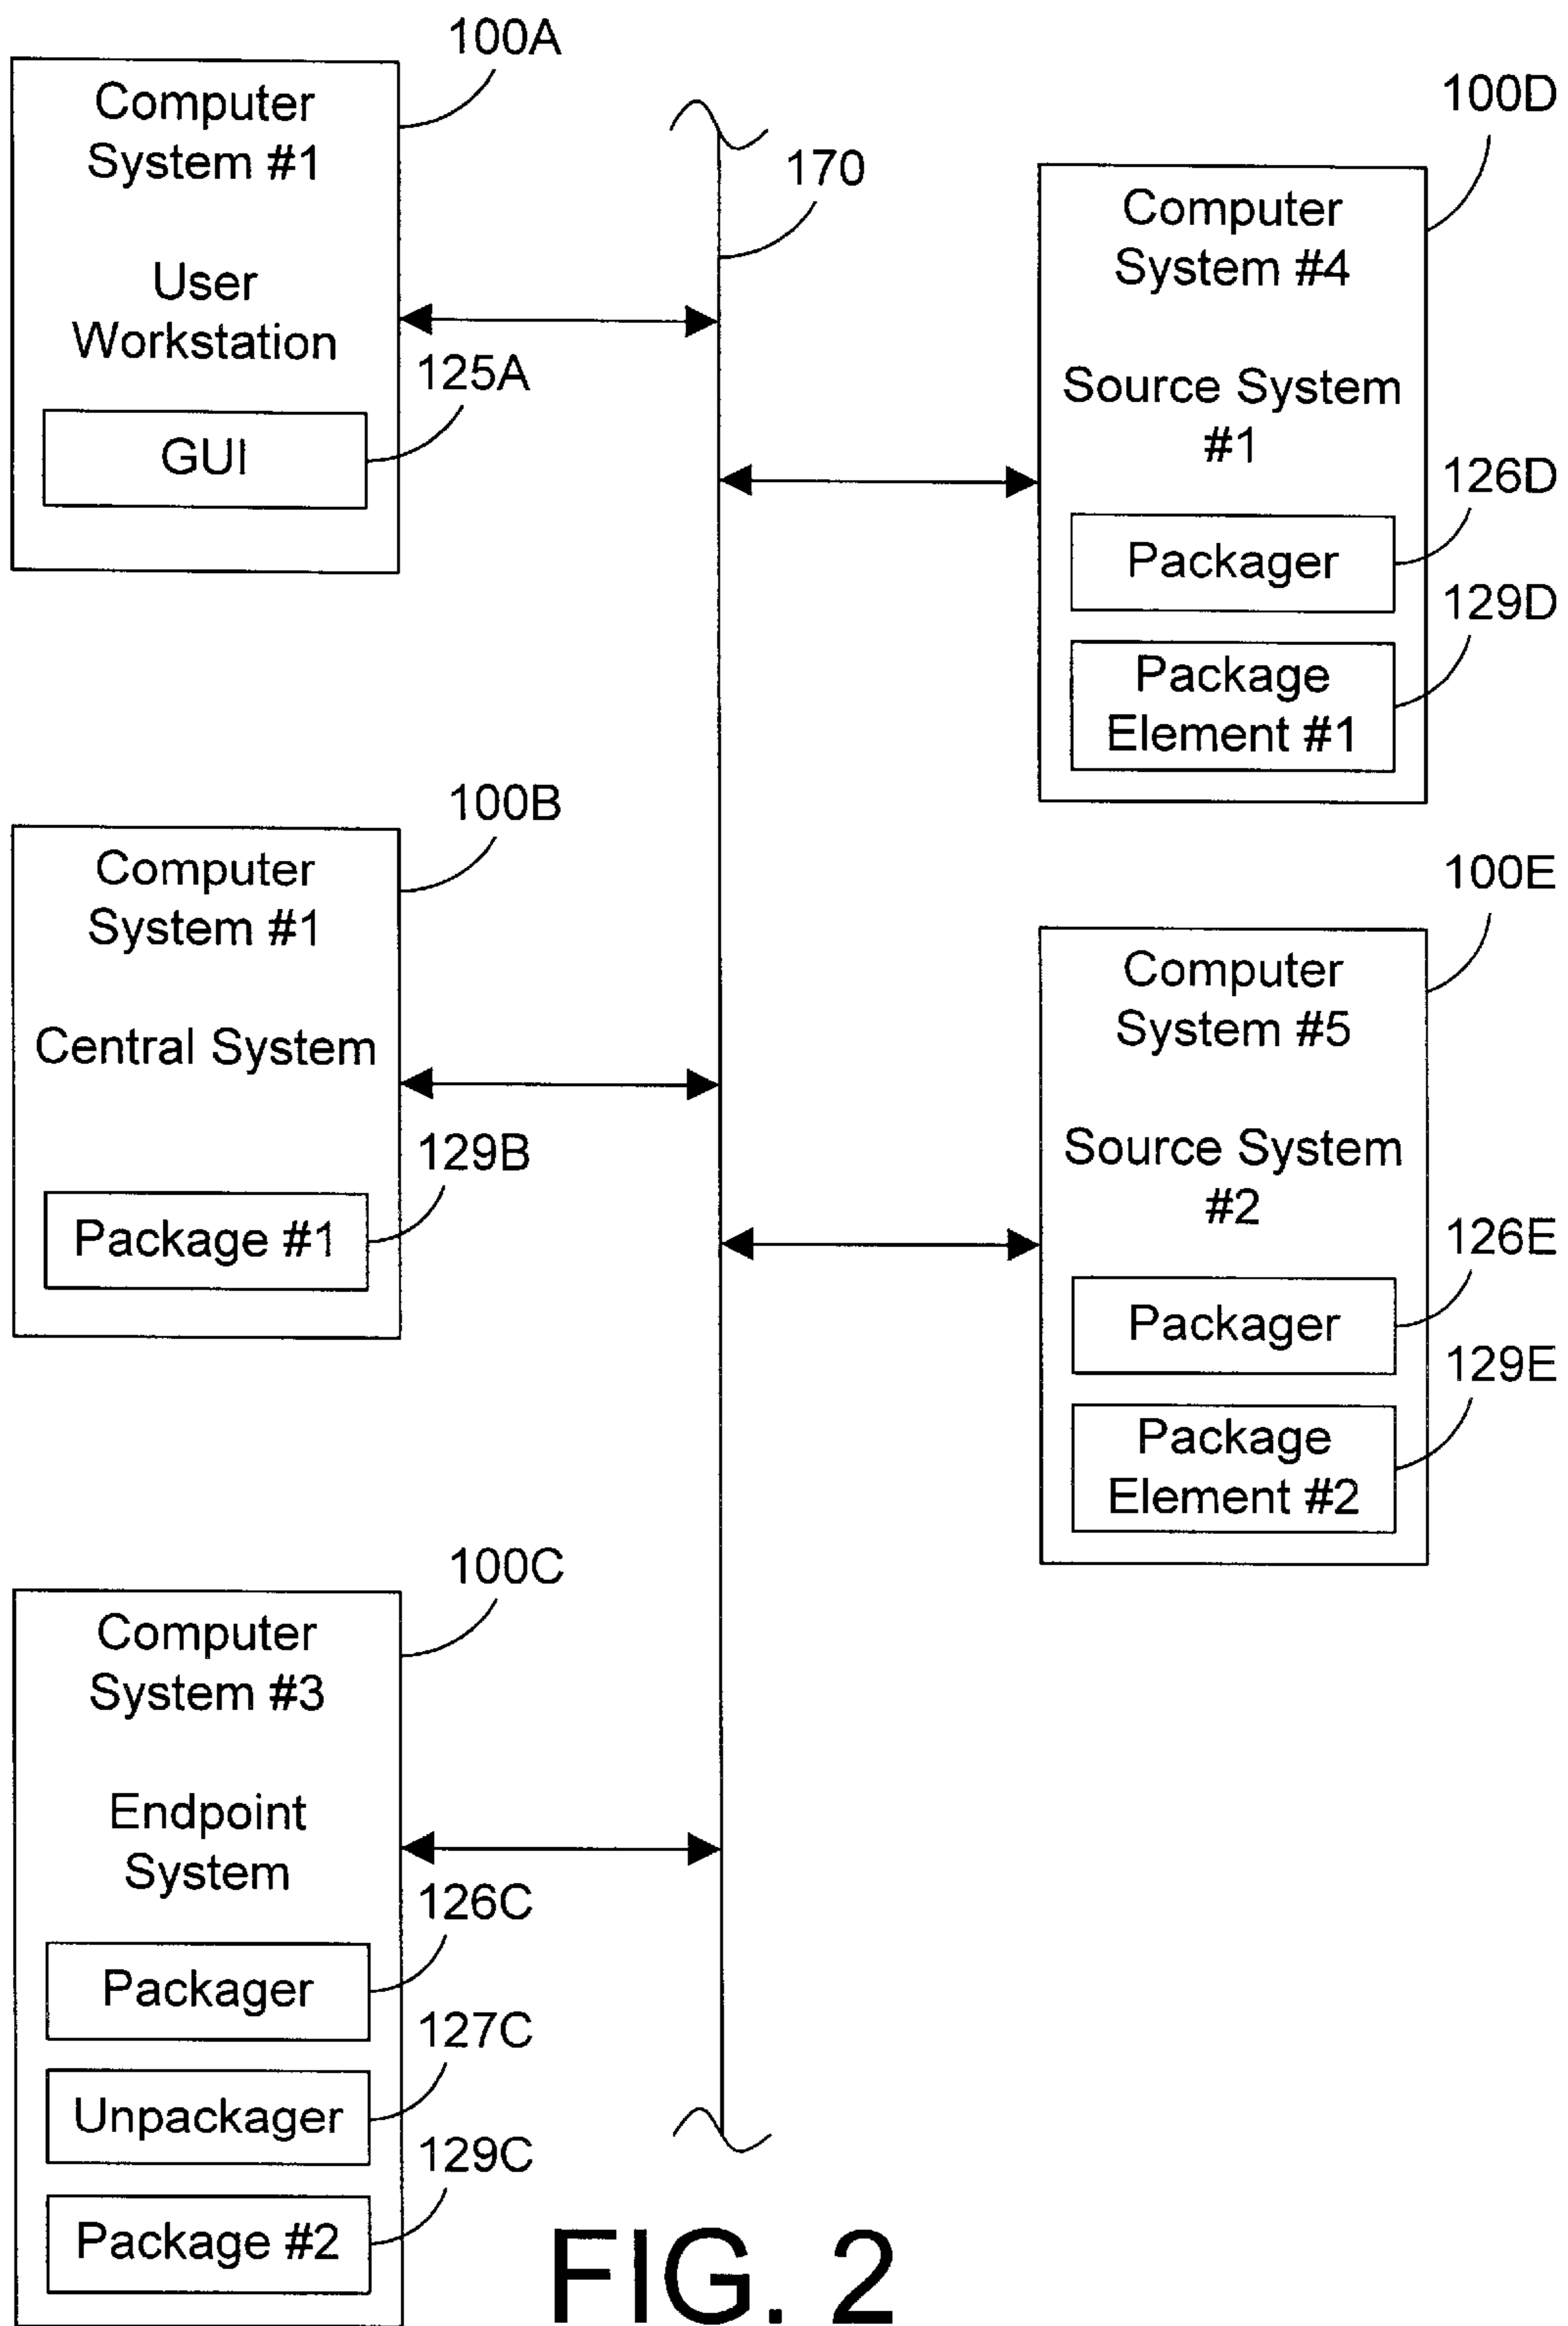 100A
Computer
System #1
User
Workstation
125A
GUI
170
100D
Computer
System #4
Source System
#1
126D
Packager
129D
Package
Element #1
100B
Computer
System #1
Central System
129B
Package #1
100E
Computer
System #5
Source System
#2
126E
Packager
129E
Package
Element #2
100C
Computer
System #3
Endpoint
System
126C
Packager
127C
Unpackager
129C
Package #2
FIG. 2